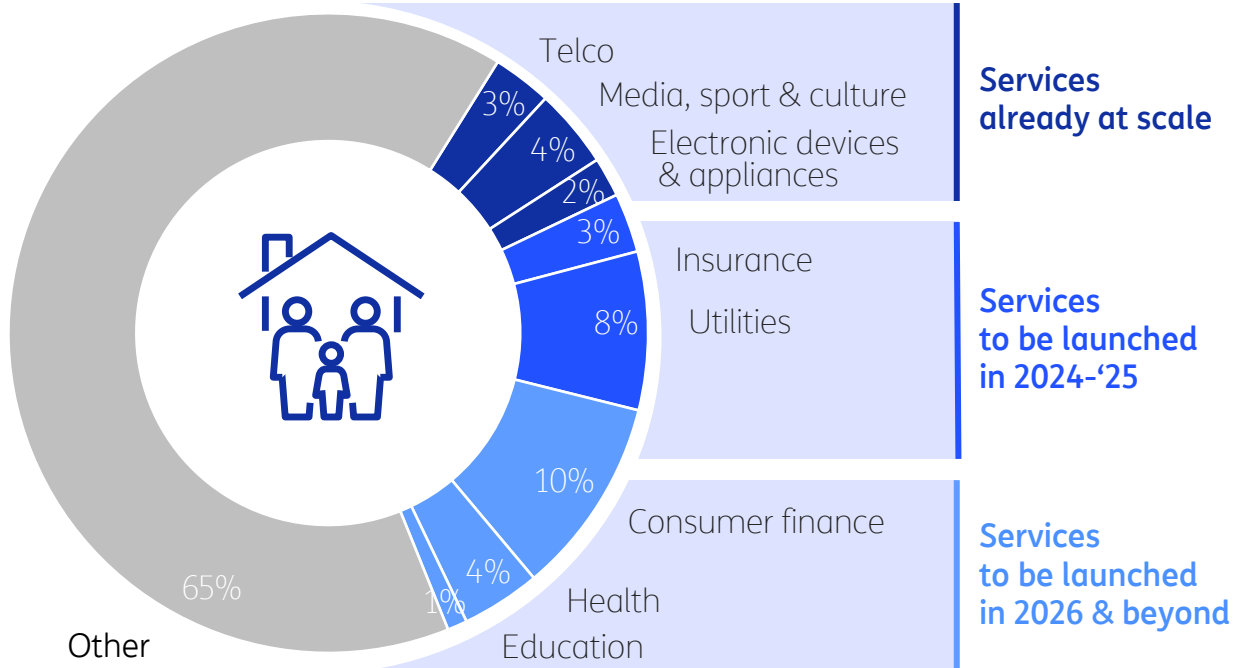 Telco
3%
Media, sport & culture
4%
Electronic devices
& appliances
2%
Services
already at scale
3%
Insurance
8%
Utilities
Services
to be launched
in 2024-‘25
10%
Consumer finance
4%
Health
1%
Education
Services
to be launched
in 2026 & beyond
65%
Other